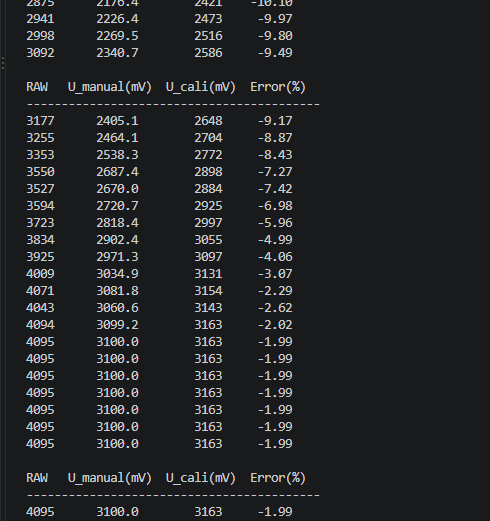 2875 2176.4 2421 -10.10
2941 2226.4 2473 -9.97
2998 2269.5 2516 -9.80
3092 2340.7 2586 -9.49
RAW U_manual(mV) U_cali(mV) Error(%)
------------------------------------------
3177 2405.1 2648 -9.17
3255 2464.1 2704 -8.87
3353 2538.3 2772 -8.43
3550 2687.4 2898 -7.27
3527 2670.0 2884 -7.42
3594 2720.7 2925 -6.98
3723 2818.4 2997 -5.96
3834 2902.4 3055 -4.99
3925 2971.3 3097 -4.06
4009 3034.9 3131 -3.07
4071 3081.8 3154 -2.29
4043 3060.6 3143 -2.62
4094 3099.2 3163 -2.02
4095 3100.0 3163 -1.99
4095 3100.0 3163 -1.99
4095 3100.0 3163 -1.99
4095 3100.0 3163 -1.99
4095 3100.0 3163 -1.99
4095 3100.0 3163 -1.99
4095 3100.0 3163 -1.99
RAW U_manual(mV) U_cali(mV) Error(%)
------------------------------------------
4095 3100.0 3163 -1.99